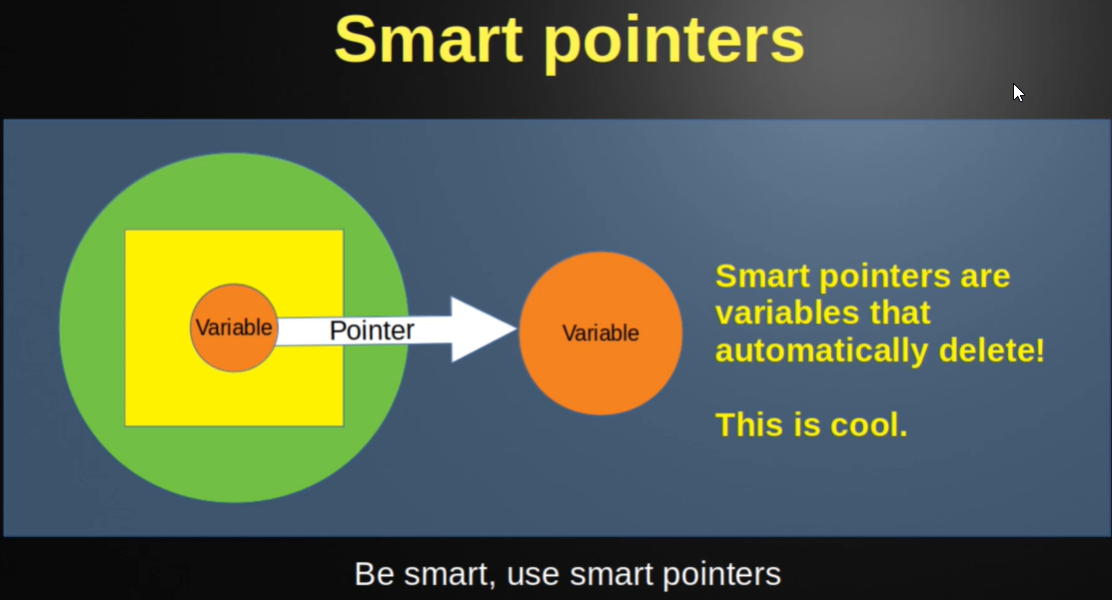 Smart pointers
Variable
Pointer
Variable
Smart pointers are
variables that
automatically delete!
This is cool.
Be smart, use smart pointers